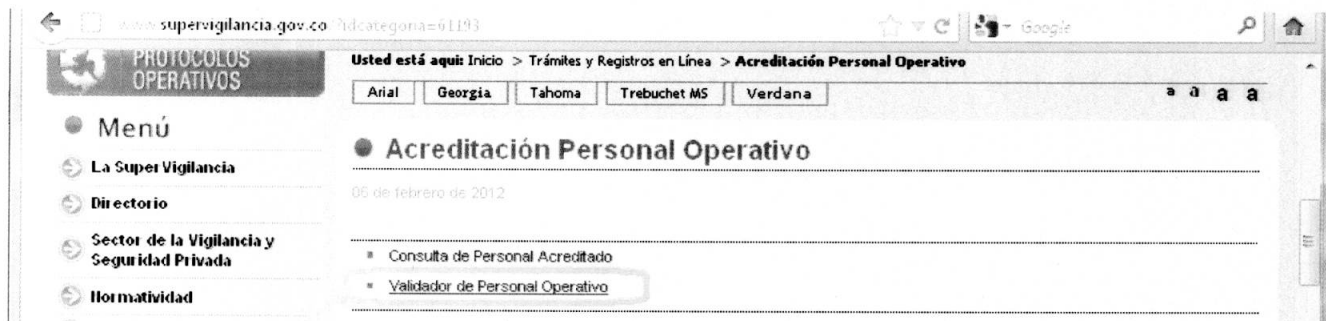 www.supervigilancia.gov.co/?idcategoria=61193
Google
PROTOCOLOS
OPERATIVOS
Usted está aquí: Inicio > Trámites y Registros en Línea > Acreditación Personal Operativo
Arial Georgia Tahoma Trebuchet MS Verdana
a a a a
Menú
La SuperVigilancia
Directorio
Sector de la Vigilancia y
Seguridad Privada
Normatividad
Acreditación Personal Operativo
06 de febrero de 2012
Consulta de Personal Acreditado
Validador de Personal Operativo